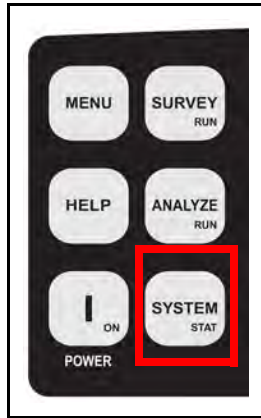 MENU
SURVEY
RUN
HELP
ANALYZE
RUN
I
ON
SYSTEM
STAT
POWER